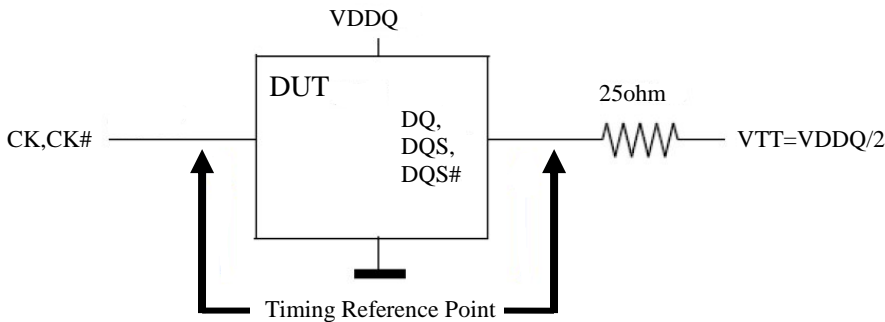 VDDQ
DUT
25ohm
CK,CK#
DQ,
DQS,
DQS#
VTT=VDDQ/2
Timing Reference Point